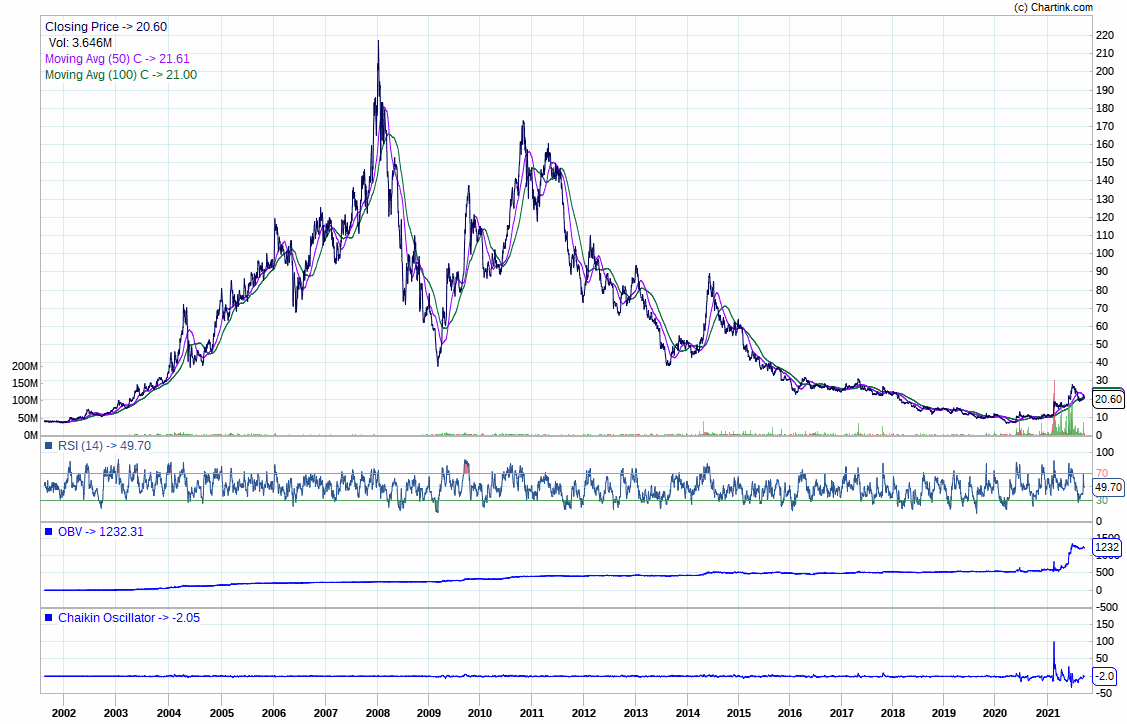 (c) Chartink.com
Closing Price -> 20.60
Vol: 3.646M
Moving Avg (50) C -> 21.61
Moving Avg (100) C -> 21.00
220
210
200
190
180
170
160
150
140
130
120
110
100
90
80
70
60
50
40
30
20.60
10
0
200M
150M
100M
50M
0M
RSI (14) -> 49.70
100
70
49.70
30
0
OBV -> 1232.31
1500
1232
1000
500
0
-500
Chaikin Oscillator -> -2.05
150
100
50
-2.0
-50
2002 2003 2004 2005 2006 2007 2008 2009 2010 2011 2012 2013 2014 2015 2016 2017 2018 2019 2020 2021